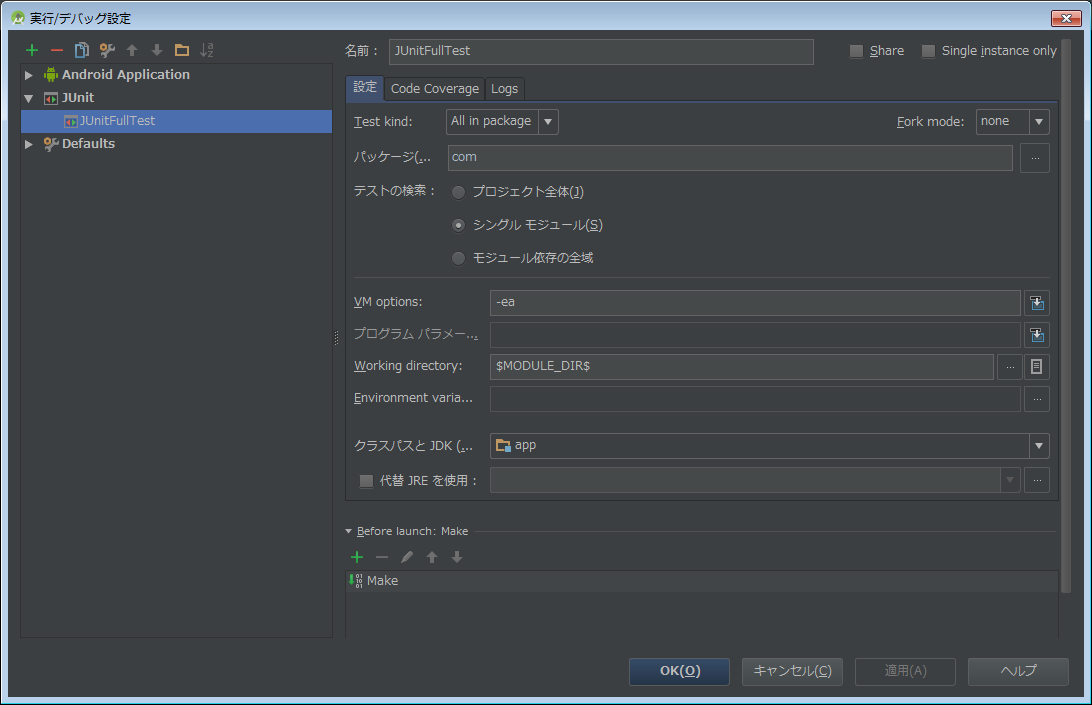 実行/デバッグ設定
名前：
JUnitFullTest
Share
Single instance only
Android Application
JUnit
JUnitFullTest
Defaults
設定
Code Coverage
Logs
Test kind:
All in package
Fork mode:
none
パッケージ(...
com
...
テストの検索：
プロジェクト全体(J)
シングル モジュール(S)
モジュール依存の全域
VM options:
-ea
プログラム パラメー...
Working directory:
$MODULE_DIR$
...
Environment varia...
...
クラスパスと JDK (...
app
代替 JRE を使用：
...
Before launch: Make
Make
OK(O)
キャンセル(C)
適用(A)
ヘルプ